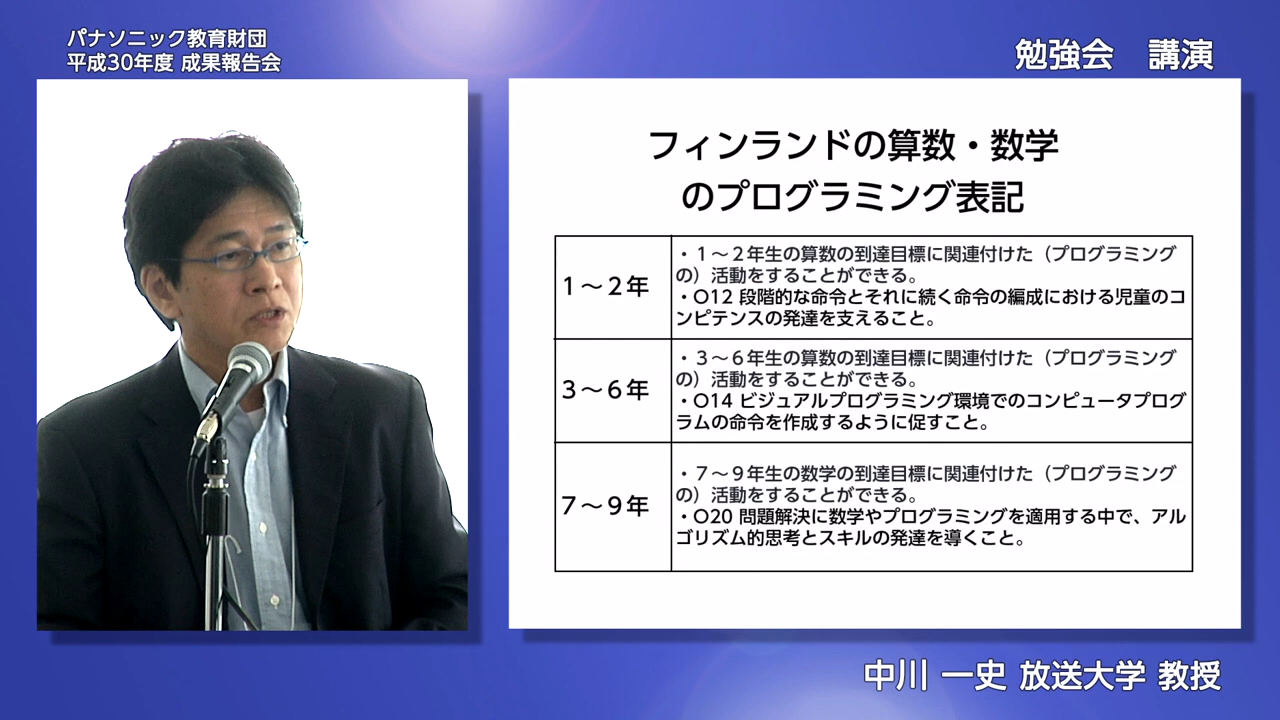 パナソニック教育財団
平成30年度 成果報告会
勉強会　講演
フィンランドの算数・数学
のプログラミング表記
１～２年
・１～２年生の算数の到達目標に関連付けた（プログラミング
の）活動をすることができる。
・O12 段階的な命令とそれに続く命令の編成における児童のコ
ンピテンスの発達を支えること。
３～６年
・３～６年生の算数の到達目標に関連付けた（プログラミング
の）活動をすることができる。
・O14 ビジュアルプログラミング環境でのコンピュータプログ
ラムの命令を作成するように促すこと。
７～９年
・７～９年生の数学の到達目標に関連付けた（プログラミング
の）活動をすることができる。
・O20 問題解決に数学やプログラミングを適用する中で、アル
ゴリズム的思考とスキルの発達を導くこと。
中川 一史 放送大学 教授